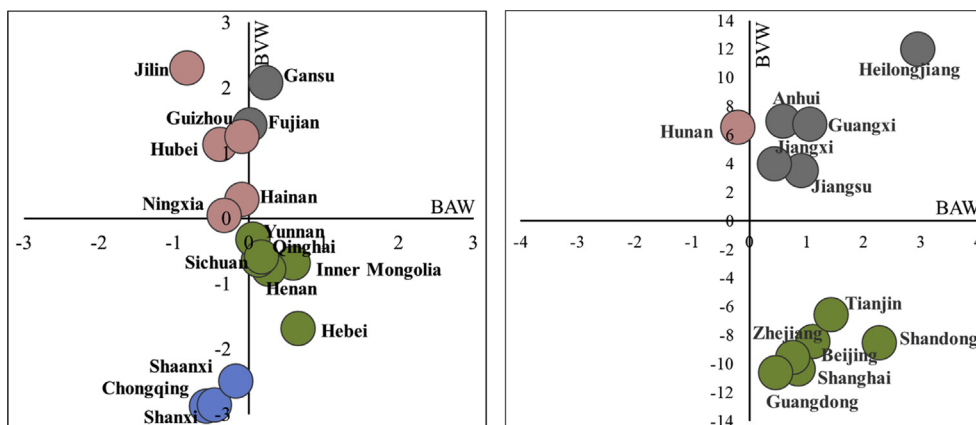 3
BVW
Jilin
2
Gansu
Guizhou
Fujian
Hubei
1
Ningxia
Hainan
0
BAW
-3
-2
-1
0
1
2
3
Yunnan
Qinghai
Sichuan
Inner Mongolia
-1
Henan
Hebei
-2
Shaanxi
Chongqing
Shanxi
-3
14
BVW
12
Heilongjiang
10
8
Anhui
Guangxi
Hunan
6
Jiangxi
4
Jiangsu
2
BAW
0
-4
-3
-2
-1
0
1
2
3
4
-2
-4
-6
Tianjin
Zhejiang
Shandong
-8
Beijing
-10
Shanghai
-12
Guangdong
-14